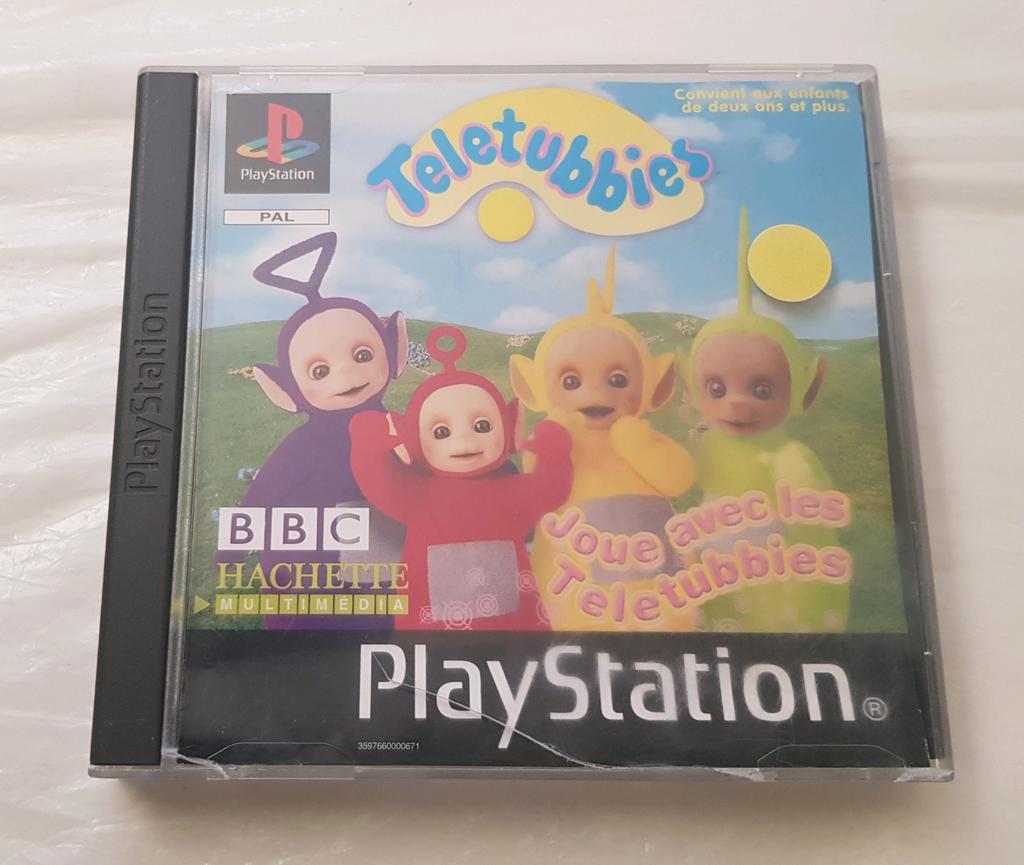 PlayStation
PlayStation
PAL
Teletubbies
Convient aux enfants
de deux ans et plus.
BBC
HACHETTE
MULTIMÉDIA
Joue avec les
Teletubbies
PlayStation®
3597660000671